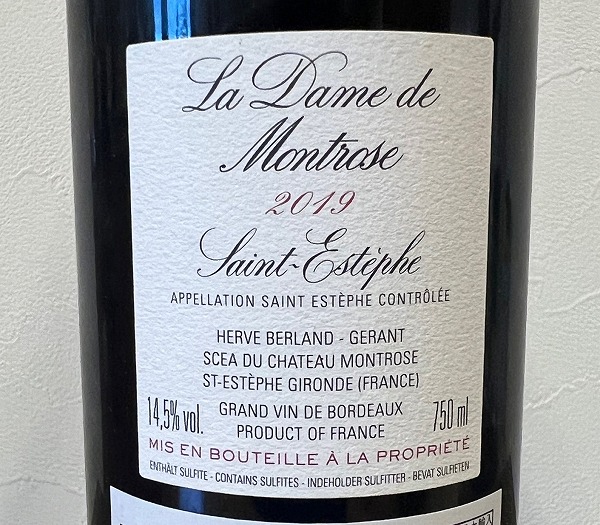 La Dame de
Montrose
2019
Saint-Estèphe
APPELLATION SAINT ESTÈPHE CONTRÔLÉE
HERVE BERLAND - GERANT
SCEA DU CHATEAU MONTROSE
ST-ESTÈPHE GIRONDE (FRANCE)
14,5% vol. GRAND VIN DE BORDEAUX 750 ml
PRODUCT OF FRANCE
MIS EN BOUTEILLE À LA PROPRIÉTÉ
ENTHÄLT SULFITE - CONTAINS SULFITES - INDEHOLDER SULFITTER - BEVAT SULFIETEN